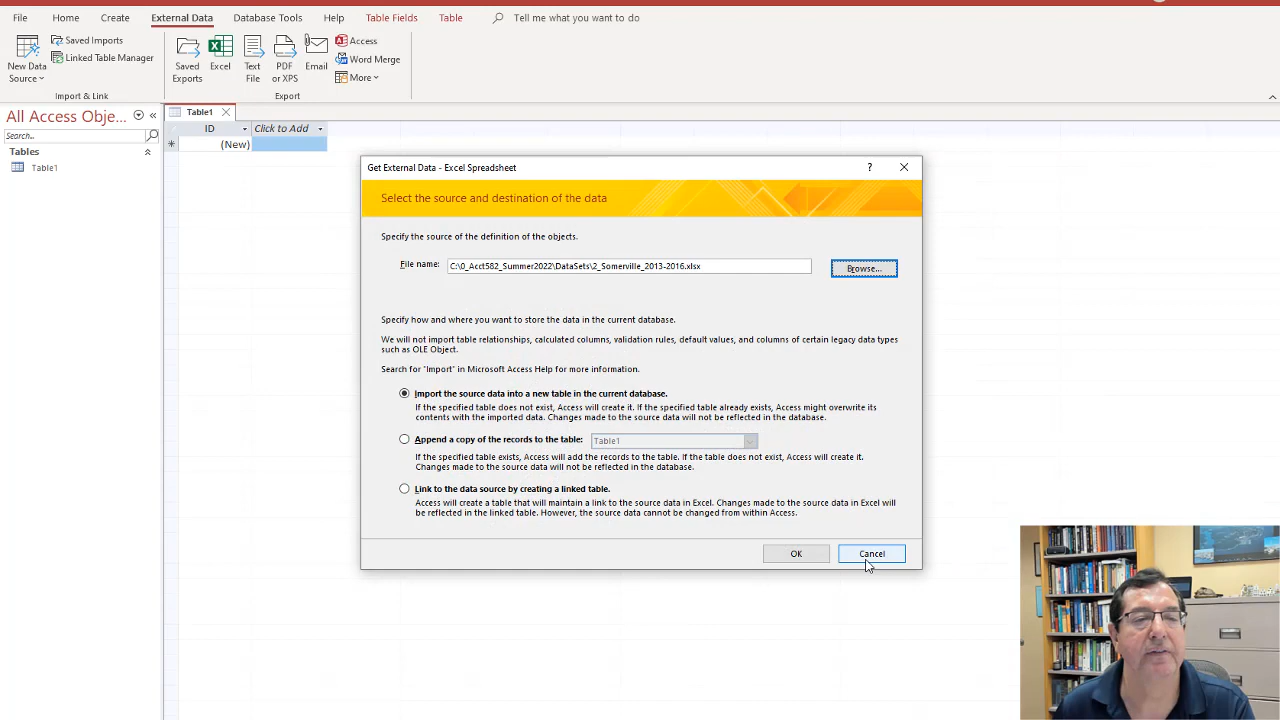 File Home Create External Data Database Tools Help Table Fields Table Tell me what you want to do
New Data Source
Saved Imports
Linked Table Manager
Import & Link
Saved Exports
Excel
Text File
PDF or XPS
Email
Access
Word Merge
More
Export
All Access Obje...
Search...
Tables
Table1
Table1
ID Click to Add
(New)
Get External Data - Excel Spreadsheet
?
Select the source and destination of the data
Specify the source of the definition of the objects.
File name: C:\0_Acct582_Summer2022\DataSets\2_Somerville_2013-2016.xlsx Browse...
Specify how and where you want to store the data in the current database.
We will not import table relationships, calculated columns, validation rules, default values, and columns of certain legacy data types
such as OLE Object.
Search for "Import" in Microsoft Access Help for more information.
Import the source data into a new table in the current database.
If the specified table does not exist, Access will create it. If the specified table already exists, Access might overwrite its
contents with the imported data. Changes made to the source data will not be reflected in the database.
Append a copy of the records to the table: Table1
If the specified table exists, Access will add the records to the table. If the table does not exist, Access will create it.
Changes made to the source data will not be reflected in the database.
Link to the data source by creating a linked table.
Access will create a table that will maintain a link to the source data in Excel. Changes made to the source data in Excel will
be reflected in the linked table. However, the source data cannot be changed from within Access.
OK Cancel